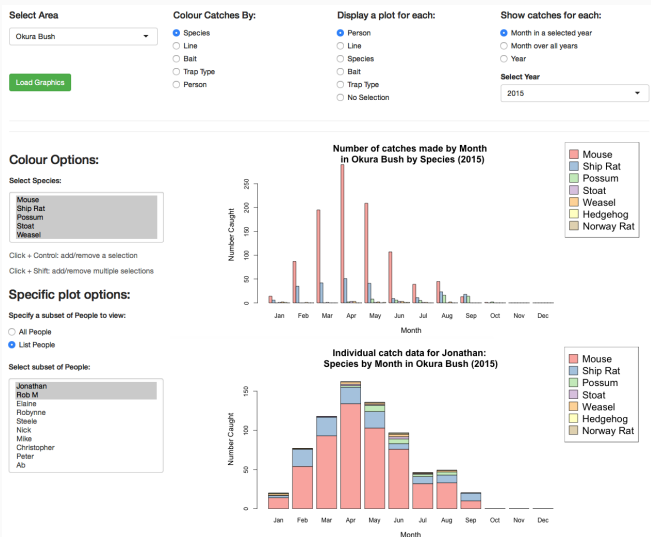 Select Area
Okura Bush
Load Graphics
Colour Catches By:
Species
Line
Bait
Trap Type
Person
Display a plot for each:
Person
Line
Species
Bait
Trap Type
No Selection
Show catches for each:
Month in a selected year
Month over all years
Year
Select Year
2015
Colour Options:
Select Species:
Mouse
Ship Rat
Possum
Stoat
Weasel
Click + Control: add/remove a selection
Click + Shift: add/remove multiple selections
Specific plot options:
Specify a subset of People to view:
All People
List People
Select subset of People:
Jonathan
Rob M
Elaine
Robynne
Steele
Nick
Mike
Christopher
Peter
Ab
Number of catches made by Month
in Okura Bush by Species (2015)
Number Caught
250
200
150
100
50
0
Jan Feb Mar Apr May Jun Jul Aug Sep Oct Nov Dec
Month
Mouse
Ship Rat
Possum
Stoat
Weasel
Hedgehog
Norway Rat
Individual catch data for Jonathan:
Species by Month in Okura Bush (2015)
Number Caught
150
100
50
0
Jan Feb Mar Apr May Jun Jul Aug Sep Oct Nov Dec
Month
Mouse
Ship Rat
Possum
Stoat
Weasel
Hedgehog
Norway Rat